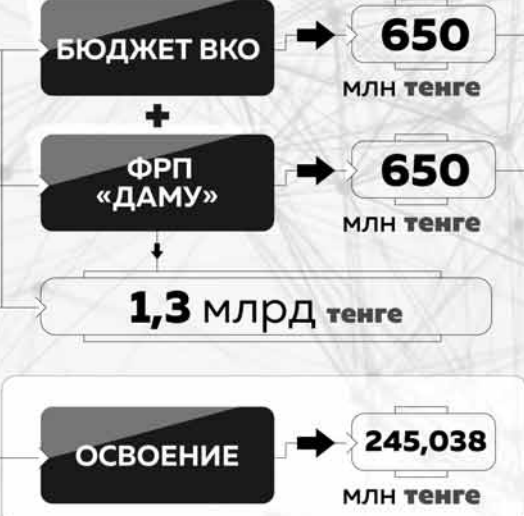 БЮДЖЕТ ВКО
650
млн тенге
+
ФРП
«ДАМУ»
650
млн тенге
1,3 млрд тенге
ОСВОЕНИЕ
245,038
млн тенге